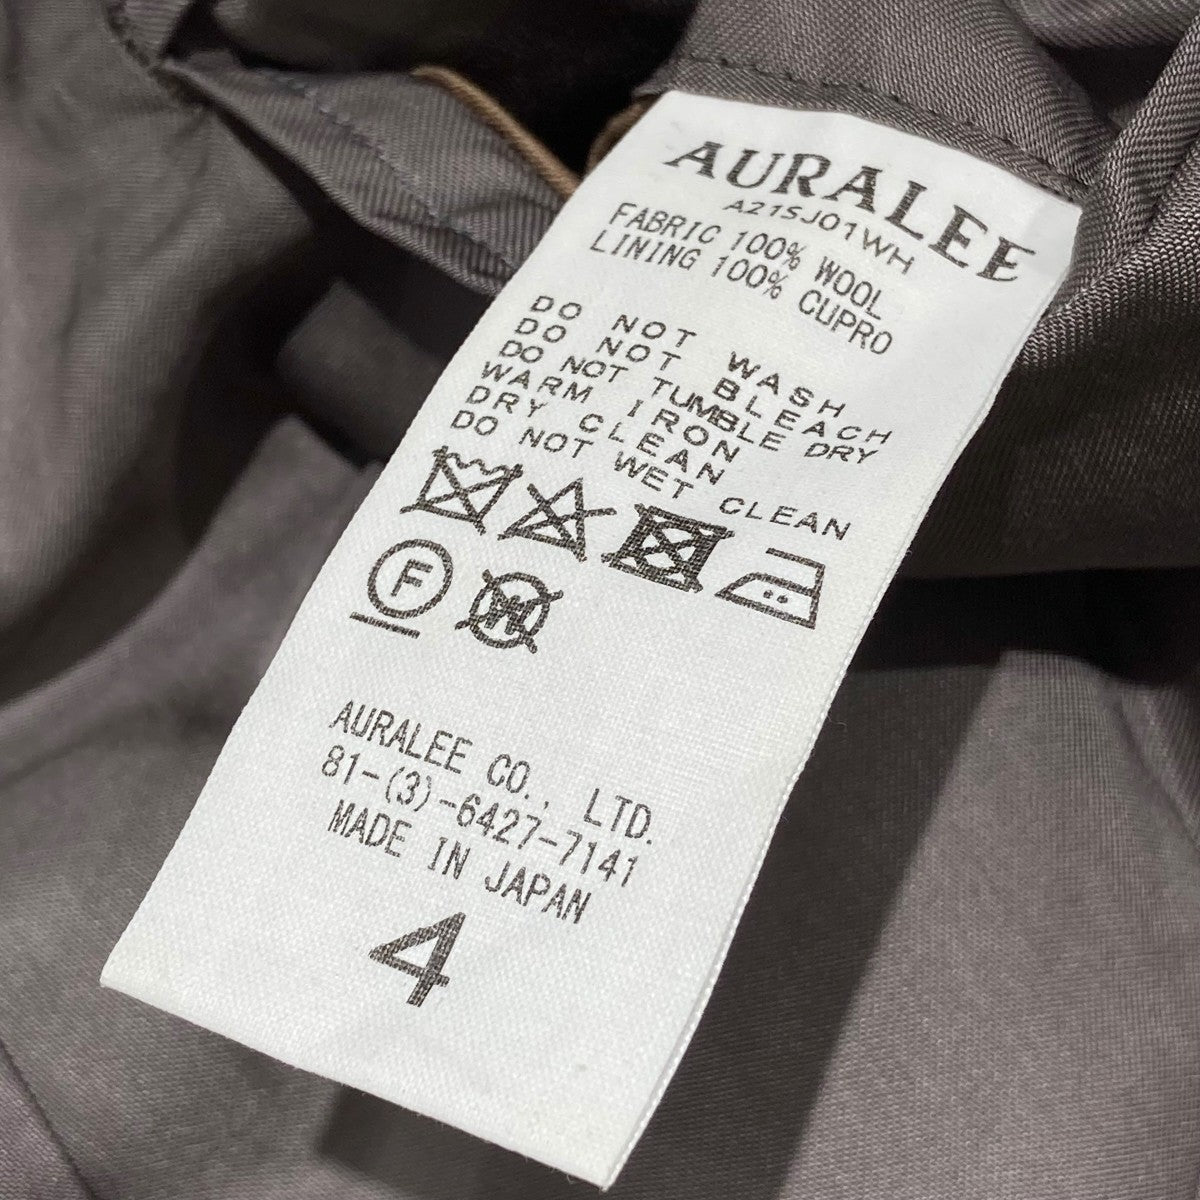 AURALEE
A21SJ01WH
FABRIC 100% WOOL
LINING 100% CUPRO
DO NOT WASH
DO NOT BLEACH
DO NOT TUMBLE DRY
WARM IRON
DRY CLEAN
DO NOT WET CLEAN
F
W
AURALEE CO., LTD.
81-(3)-6427-7141
MADE IN JAPAN
4